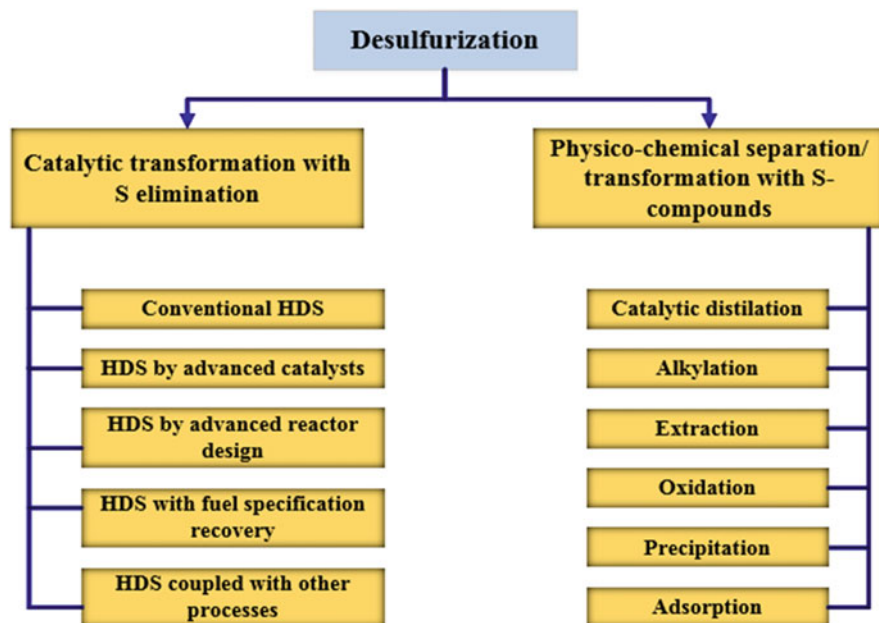 Desulfurization
Catalytic transformation with
S elimination
Physico-chemical separation/
transformation with S-
compounds
Conventional HDS
HDS by advanced catalysts
HDS by advanced reactor
design
HDS with fuel specification
recovery
HDS coupled with other
processes
Catalytic distilation
Alkylation
Extraction
Oxidation
Precipitation
Adsorption